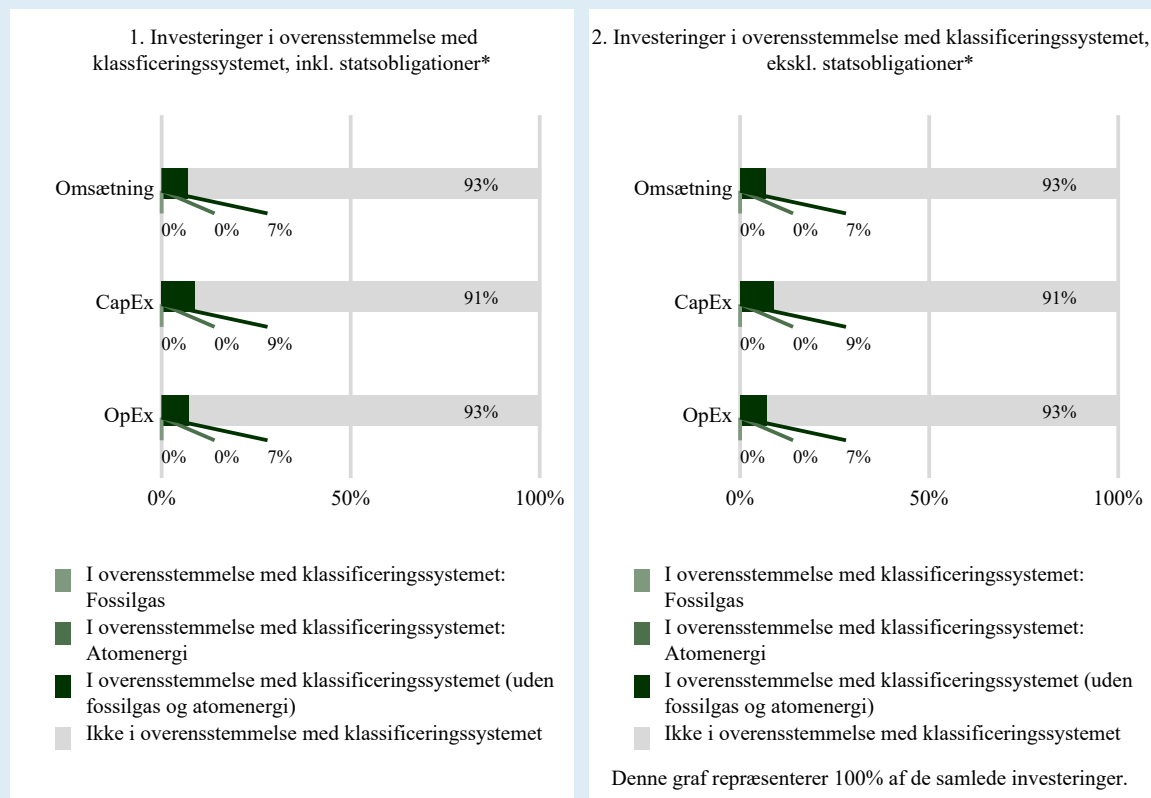 1. Investeringer i overensstemmelse med
klassficeringssystemet, inkl. statsobligationer*
Omsætning
93%
0% 0% 7%
CapEx
91%
0% 0% 9%
OpEx
93%
0% 0% 7%
0% 50% 100%
I overensstemmelse med klassificeringssystemet:
Fossilgas
I overensstemmelse med klassificeringssystemet:
Atomenergi
I overensstemmelse med klassificeringssystemet (uden
fossilgas og atomenergi)
Ikke i overensstemmelse med klassificeringssystemet
2. Investeringer i overensstemmelse med klassificeringssystemet,
ekskl. statsobligationer*
Omsætning
93%
0% 0% 7%
CapEx
91%
0% 0% 9%
OpEx
93%
0% 0% 7%
0% 50% 100%
I overensstemmelse med klassificeringssystemet:
Fossilgas
I overensstemmelse med klassificeringssystemet:
Atomenergi
I overensstemmelse med klassificeringssystemet (uden
fossilgas og atomenergi)
Ikke i overensstemmelse med klassificeringssystemet
Denne graf repræsenterer 100% af de samlede investeringer.